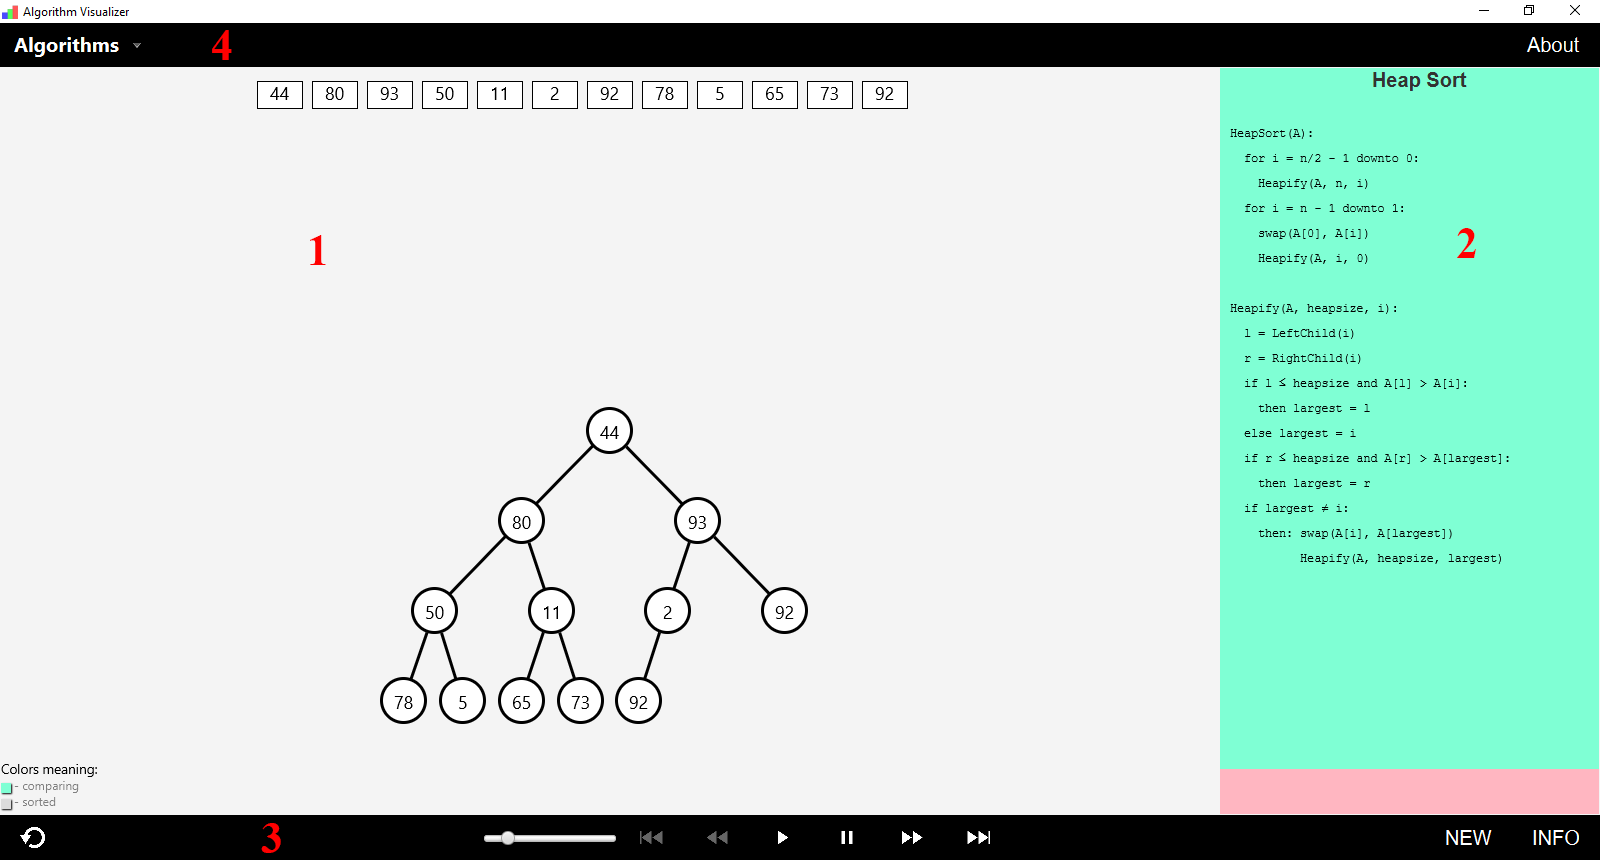 Algorithm Visualizer
Algorithms 4 About
44 80 93 50 11 2 92 78 5 65 73 92
Heap Sort
HeapSort(A):
for i = n/2 - 1 downto 0:
Heapify(A, n, i)
for i = n - 1 downto 1:
swap(A[0], A[i])
Heapify(A, i, 0)
1
2
Heapify(A, heapsize, i):
l = LeftChild(i)
r = RightChild(i)
if l ≤ heapsize and A[l] > A[i]:
then largest = l
else largest = i
if r ≤ heapsize and A[r] > A[largest]:
then largest = r
if largest ≠ i:
then: swap(A[i], A[largest])
Heapify(A, heapsize, largest)
44
80 93
50 11 2 92
78 5 65 73 92
Colors meaning:
- comparing
- sorted
3 NEW INFO